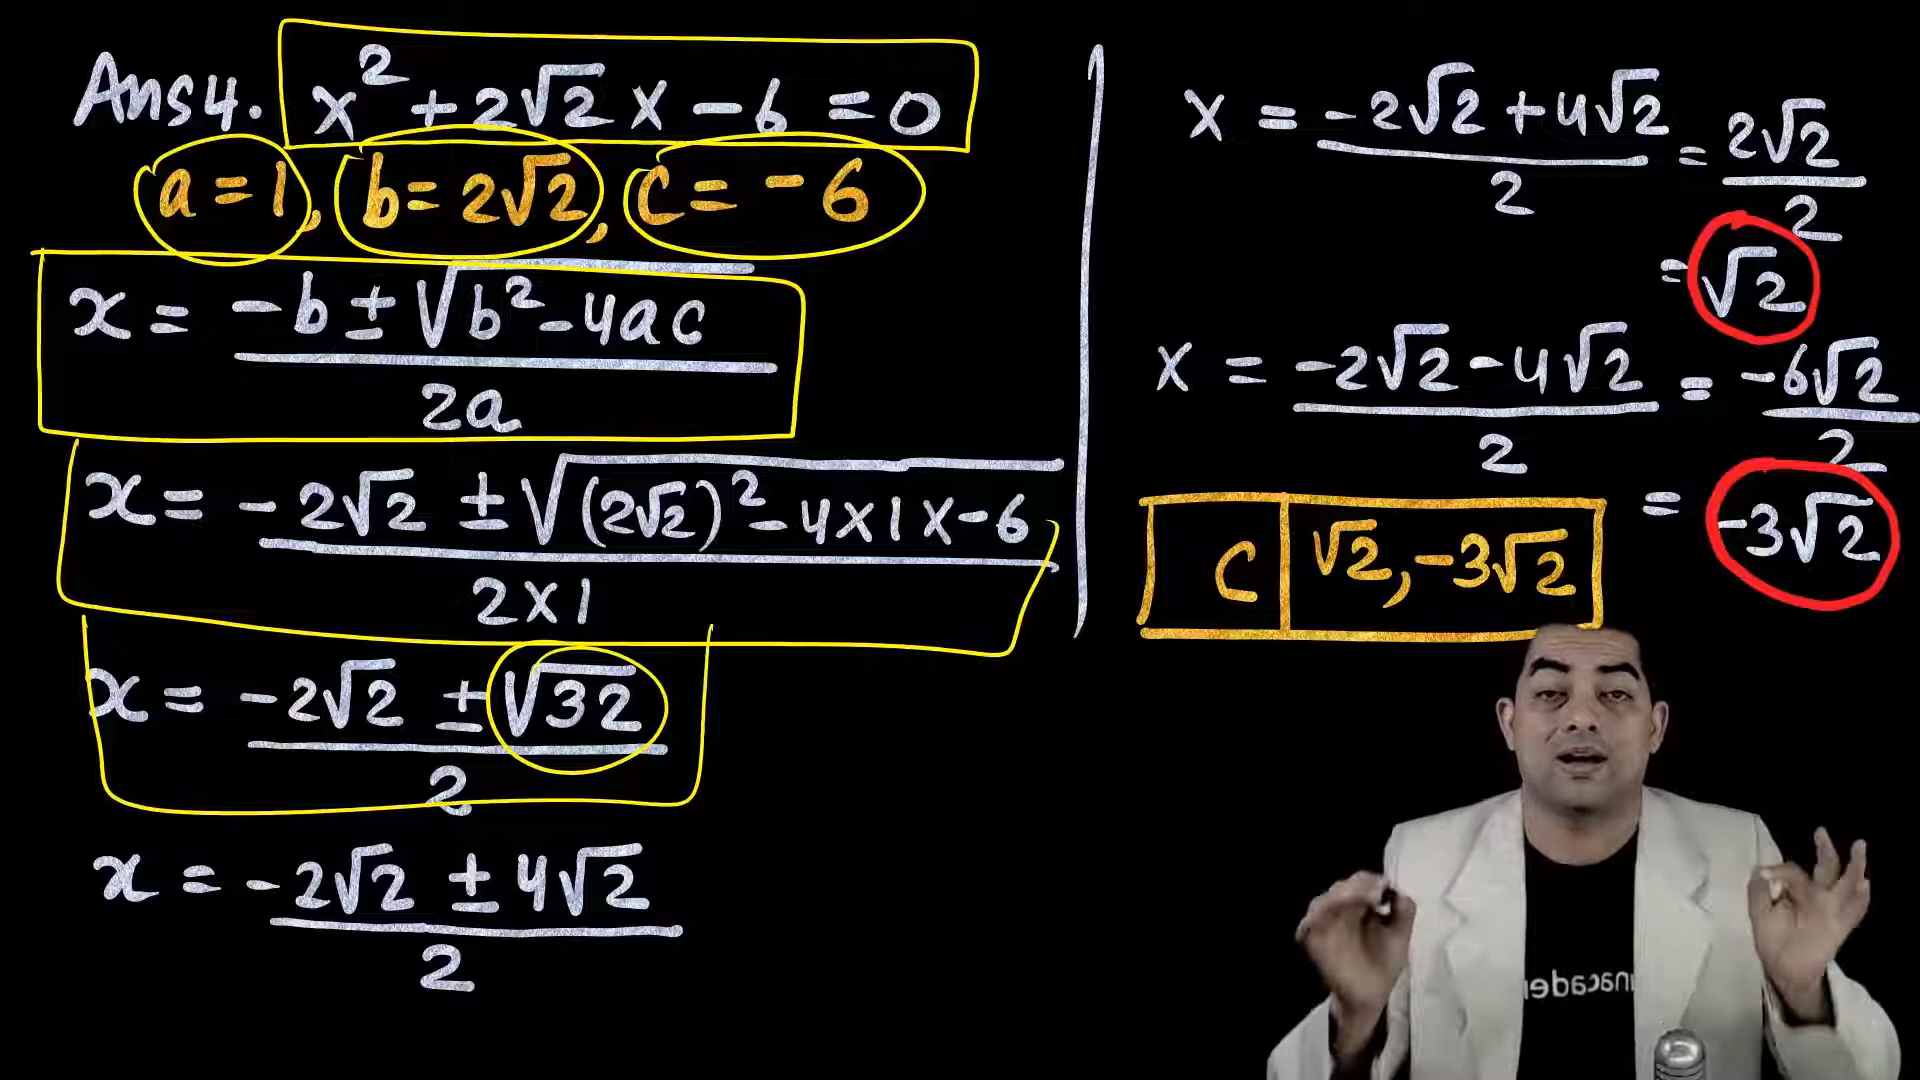 Ans4. x² + 2√2 x - 6 = 0
a = 1, b = 2√2, c = -6
x = (-b ± √(b² - 4ac)) / 2a
x = (-2√2 ± √((2√2)² - 4 x 1 x -6)) / (2 x 1)
x = (-2√2 ± √32) / 2
x = (-2√2 ± 4√2) / 2
x = (-2√2 + 4√2) / 2 = 2√2 / 2
= √2
x = (-2√2 - 4√2) / 2 = -6√2 / 2
= -3√2
C √2, -3√2